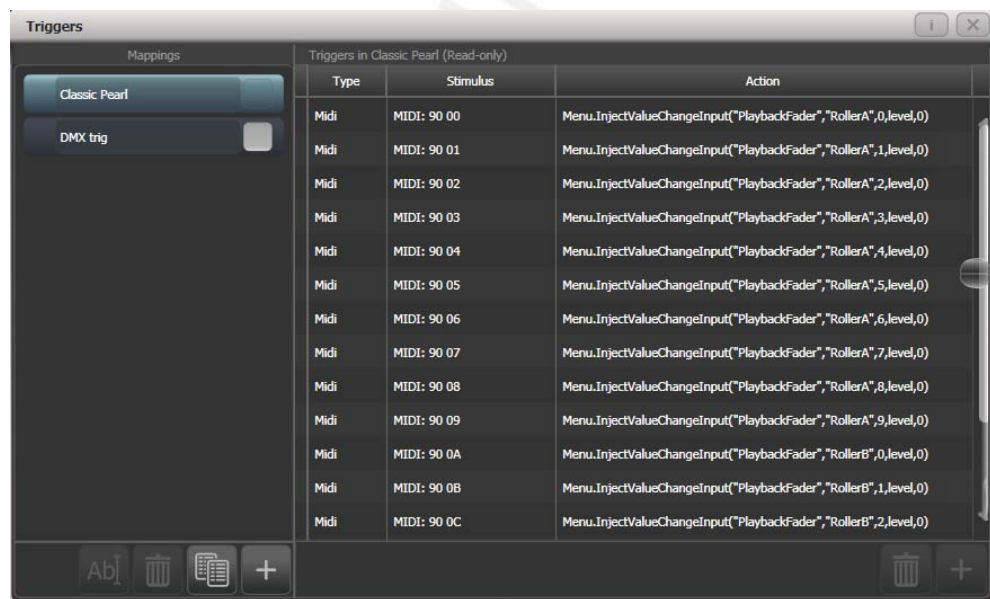 Triggers
Mappings
Triggers in Classic Pearl (Read-only)
Classic Pearl
DMX trig
Type Stimulus Action
Midi MIDI: 90 00 Menu.InjectValueChangeInput("PlaybackFader","RollerA",0,level,0)
Midi MIDI: 90 01 Menu.InjectValueChangeInput("PlaybackFader","RollerA",1,level,0)
Midi MIDI: 90 02 Menu.InjectValueChangeInput("PlaybackFader","RollerA",2,level,0)
Midi MIDI: 90 03 Menu.InjectValueChangeInput("PlaybackFader","RollerA",3,level,0)
Midi MIDI: 90 04 Menu.InjectValueChangeInput("PlaybackFader","RollerA",4,level,0)
Midi MIDI: 90 05 Menu.InjectValueChangeInput("PlaybackFader","RollerA",5,level,0)
Midi MIDI: 90 06 Menu.InjectValueChangeInput("PlaybackFader","RollerA",6,level,0)
Midi MIDI: 90 07 Menu.InjectValueChangeInput("PlaybackFader","RollerA",7,level,0)
Midi MIDI: 90 08 Menu.InjectValueChangeInput("PlaybackFader","RollerA",8,level,0)
Midi MIDI: 90 09 Menu.InjectValueChangeInput("PlaybackFader","RollerA",9,level,0)
Midi MIDI: 90 0A Menu.InjectValueChangeInput("PlaybackFader","RollerB",0,level,0)
Midi MIDI: 90 0B Menu.InjectValueChangeInput("PlaybackFader","RollerB",1,level,0)
Midi MIDI: 90 0C Menu.InjectValueChangeInput("PlaybackFader","RollerB",2,level,0)
Ab